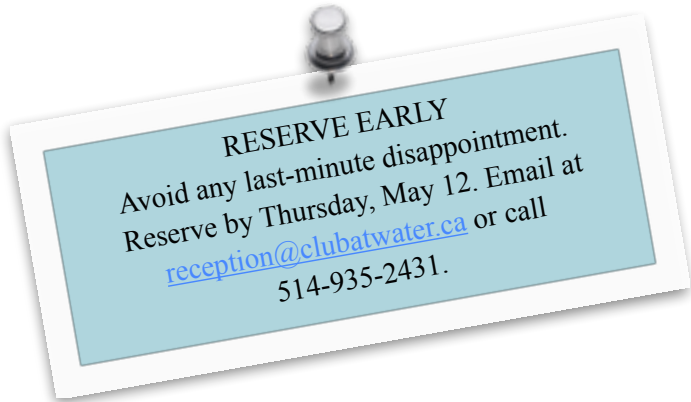 RESERVE EARLY
Avoid any last-minute disappointment.
Reserve by Thursday, May 12. Email at
reception@clubatwater.ca or call
514-935-2431.